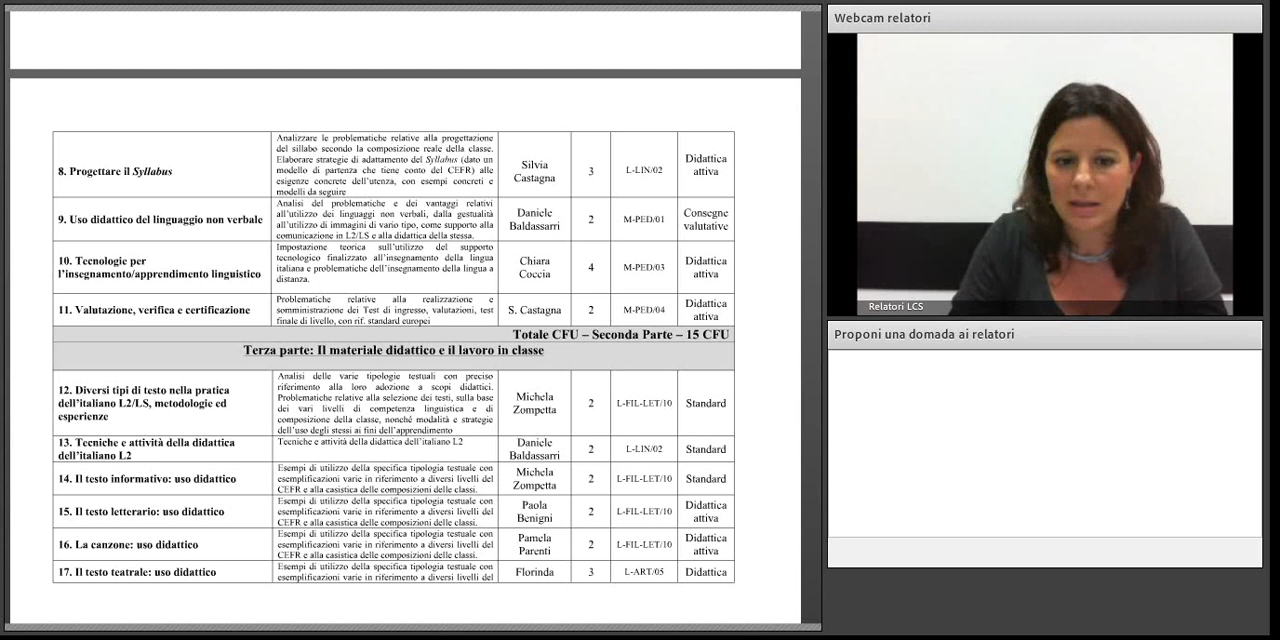 Webcam relatori
Relatori LCS
Proponi una domada ai relatori
8. Progettare il Syllabus
Analizzare le problematiche relative alla progettazione
del sillabo secondo la composizione reale della classe.
Elaborare strategie di adattamento del Syllabus (dato un
modello di partenza che tiene conto del CEFR) alle
esigenze concrete dell'utenza, con esempi concreti e
modelli da seguire
Silvia
Castagna
3
L-LIN/02
Didattica
attiva
9. Uso didattico del linguaggio non verbale
Analisi del problematiche e dei vantaggi relativi
all'utilizzo dei linguaggi non verbali, dalla gestualità
all'utilizzo di immagini di vario tipo, come supporto alla
comunicazione in L2/LS e alla didattica della stessa.
Daniele
Baldassarri
2
M-PED/01
Consegne
valutative
10. Tecnologie per
l'insegnamento/apprendimento linguistico
Impostazione teorica sull'utilizzo del supporto
tecnologico finalizzato all'insegnamento della lingua
italiana e problematiche dell'insegnamento della lingua a
distanza.
Chiara
Coccia
4
M-PED/03
Didattica
attiva
11. Valutazione, verifica e certificazione
Problematiche relative alla realizzazione e
somministrazione dei Test di ingresso, valutazioni, test
finale di livello, con rif. standard europei
S. Castagna
2
M-PED/04
Didattica
attiva
Totale CFU – Seconda Parte – 15 CFU
Terza parte: Il materiale didattico e il lavoro in classe
12. Diversi tipi di testo nella pratica
dell'italiano L2/LS, metodologie ed
esperienze
Analisi delle varie tipologie testuali con preciso
riferimento alla loro adozione a scopi didattici.
Problematiche relative alla selezione dei testi, sulla base
dei vari livelli di competenza linguistica e di
composizione della classe, nonché modalità e strategie
dell'uso degli stessi ai fini dell'apprendimento
Michela
Zompetta
2
L-FIL-LET/10
Standard
13. Tecniche e attività della didattica
dell'italiano L2
Tecniche e attività della didattica dell'italiano L2
Daniele
Baldassarri
2
L-LIN/02
Standard
14. Il testo informativo: uso didattico
Esempi di utilizzo della specifica tipologia testuale con
esemplificazioni varie in riferimento a diversi livelli del
CEFR e alla casistica delle composizioni delle classi.
Michela
Zompetta
2
L-FIL-LET/10
Standard
15. Il testo letterario: uso didattico
Esempi di utilizzo della specifica tipologia testuale con
esemplificazioni varie in riferimento a diversi livelli del
CEFR e alla casistica delle composizioni delle classi.
Paola
Benigni
2
L-FIL-LET/10
Didattica
attiva
16. La canzone: uso didattico
Esempi di utilizzo della specifica tipologia testuale con
esemplificazioni varie in riferimento a diversi livelli del
CEFR e alla casistica delle composizioni delle classi.
Pamela
Parenti
2
L-FIL-LET/10
Didattica
attiva
17. Il testo teatrale: uso didattico
Esempi di utilizzo della specifica tipologia testuale con
esemplificazioni varie in riferimento a diversi livelli del
Florinda
3
L-ART/05
Didattica